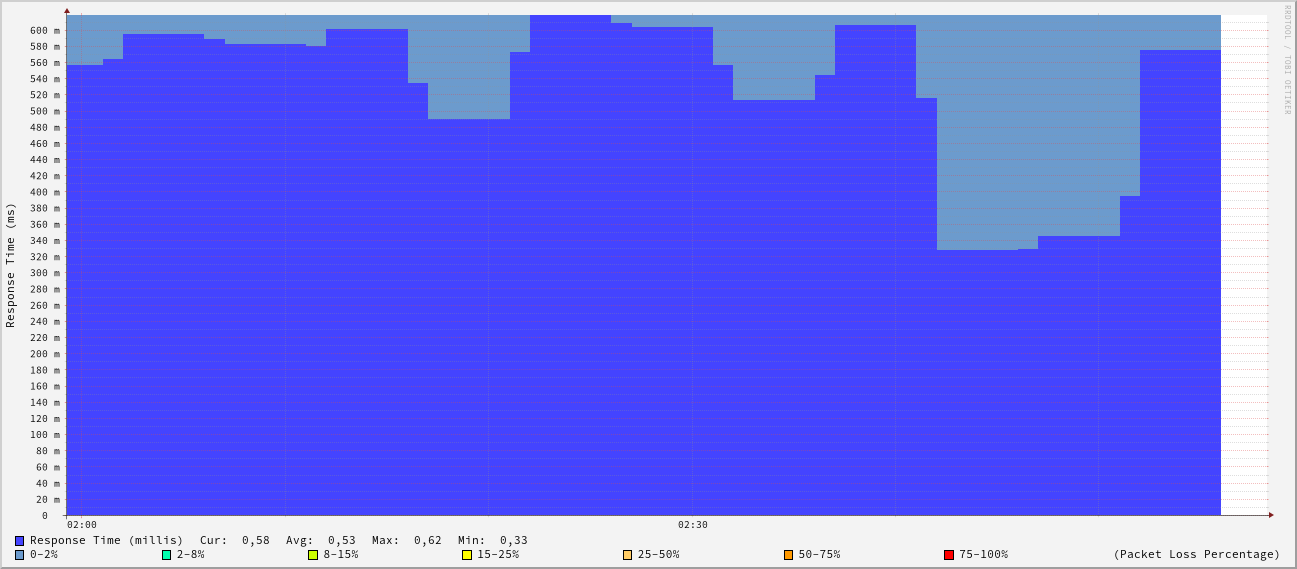 RRDTOOL / TOBI OETIKER
Response Time (ms)
600 m
580 m
560 m
540 m
520 m
500 m
480 m
460 m
440 m
420 m
400 m
380 m
360 m
340 m
320 m
300 m
280 m
260 m
240 m
220 m
200 m
180 m
160 m
140 m
120 m
100 m
80 m
60 m
40 m
20 m
0
02:00 02:30
Response Time (millis) Cur: 0,58 Avg: 0,53 Max: 0,62 Min: 0,33
0-2% 2-8% 8-15% 15-25% 25-50% 50-75% 75-100% (Packet Loss Percentage)